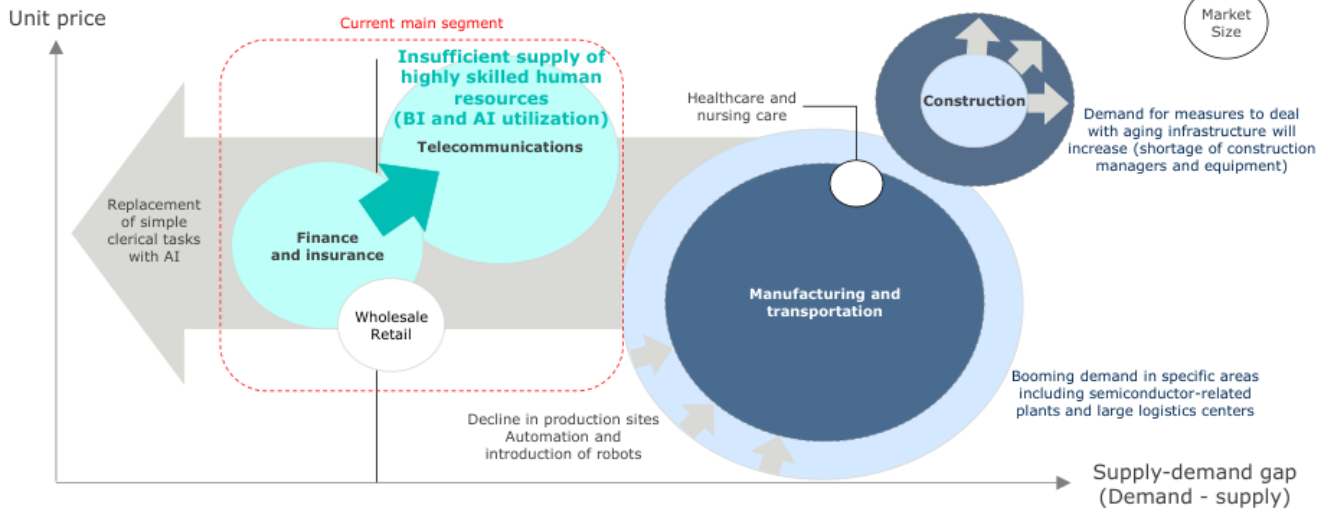 Unit price
Current main segment
Market
Size
Insufficient supply of
highly skilled human
resources
(BI and AI utilization)
Telecommunications
Healthcare and
nursing care
Construction
Demand for measures to deal
with aging infrastructure will
increase (shortage of construction
managers and equipment)
Replacement
of simple
clerical tasks
with AI
Finance
and insurance
Wholesale
Retail
Manufacturing and
transportation
Booming demand in specific areas
including semiconductor-related
plants and large logistics centers
Decline in production sites
Automation and
introduction of robots
Supply-demand gap
(Demand - supply)